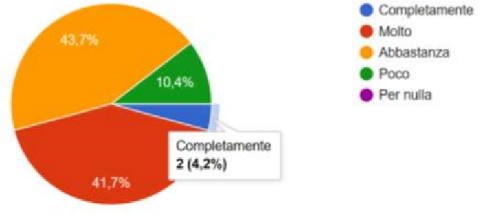 43,7%
10,4%
41,7%
Completamente
2 (4,2%)
Completamente
Molto
Abbastanza
Poco
Per nulla